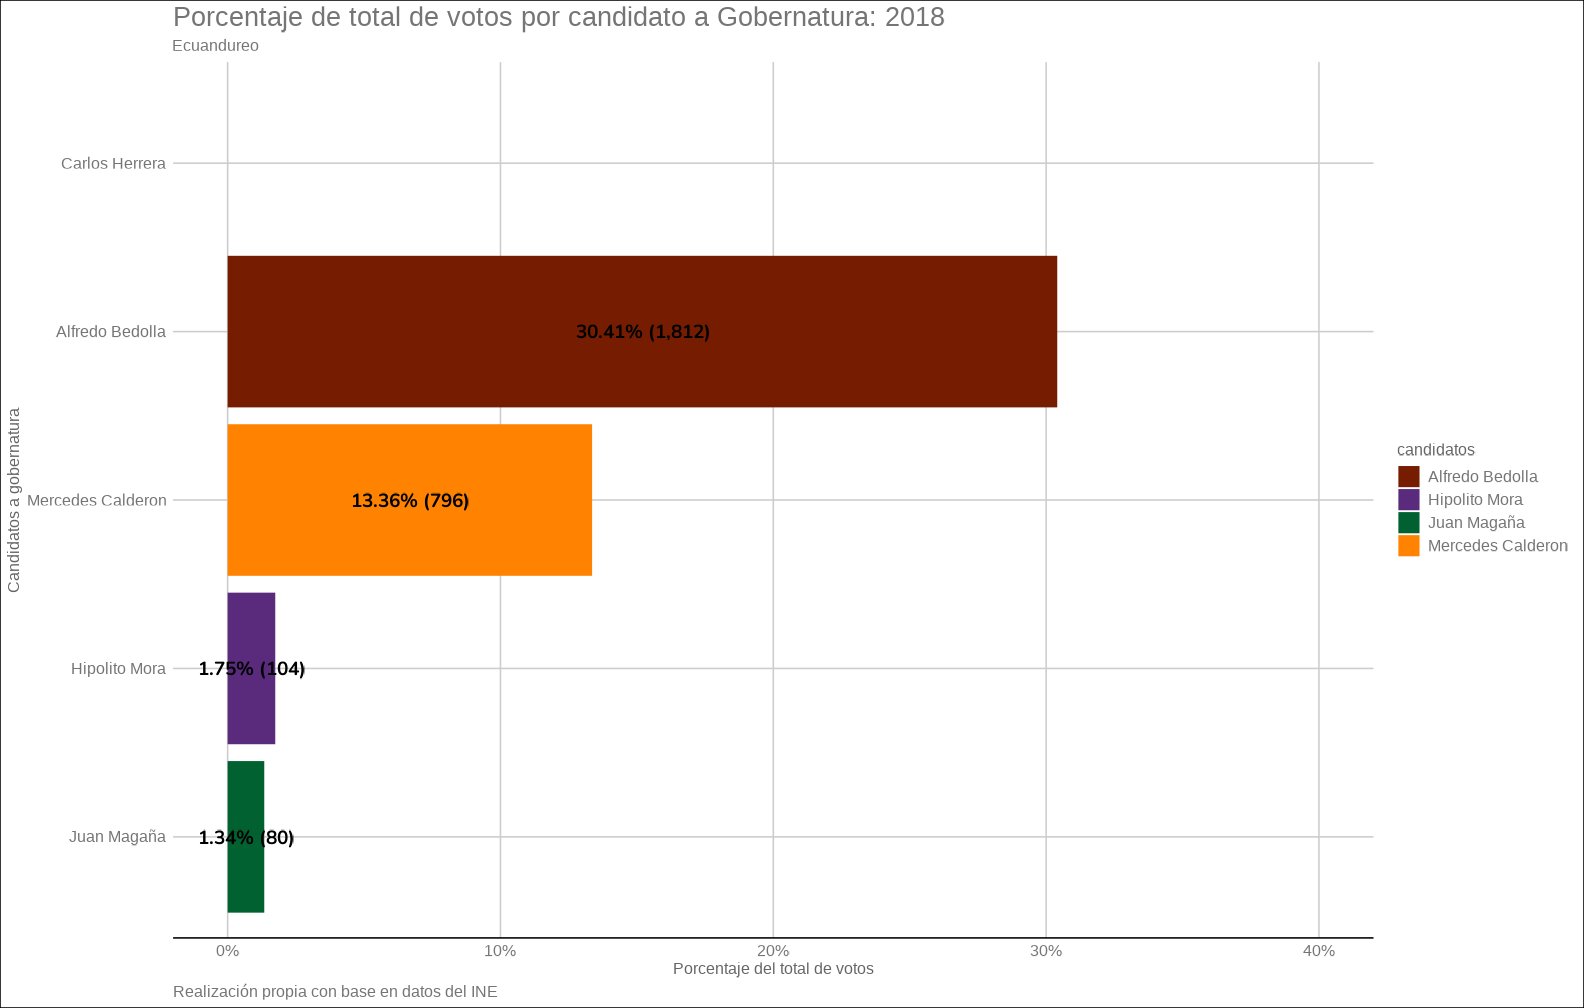 Porcentaje de total de votos por candidato a Gobernatura: 2018
Ecuandureo
Candidatos a gobernatura
Carlos Herrera
Alfredo Bedolla
30.41% (1,812)
Mercedes Calderon
13.36% (796)
Hipolito Mora
1.75% (104)
Juan Magaña
1.34% (80)
0% 10% 20% 30% 40%
Porcentaje del total de votos
candidatos
Alfredo Bedolla
Hipolito Mora
Juan Magaña
Mercedes Calderon
Realización propia con base en datos del INE